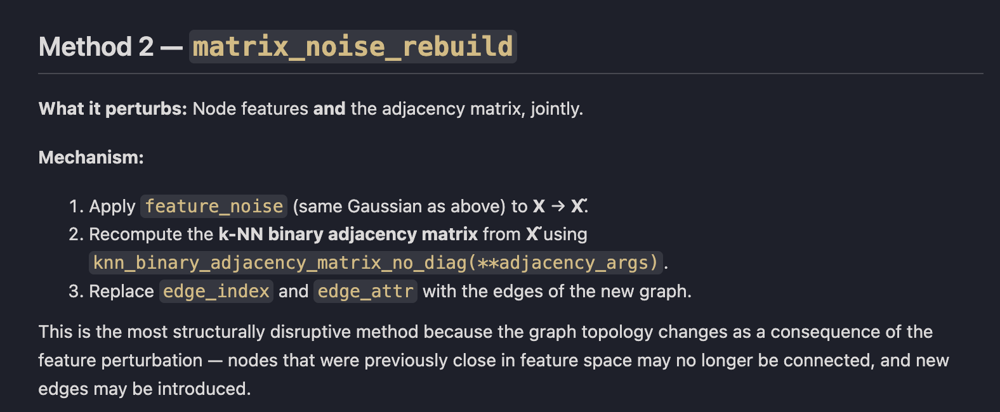 Method 2 — matrix_noise_rebuild
What it perturbs: Node features and the adjacency matrix, jointly.
Mechanism:
1. Apply feature_noise (same Gaussian as above) to X → X̃.
2. Recompute the k-NN binary adjacency matrix from X̃ using
knn_binary_adjacency_matrix_no_diag(**adjacency_args).
3. Replace edge_index and edge_attr with the edges of the new graph.
This is the most structurally disruptive method because the graph topology changes as a consequence of the
feature perturbation — nodes that were previously close in feature space may no longer be connected, and new
edges may be introduced.